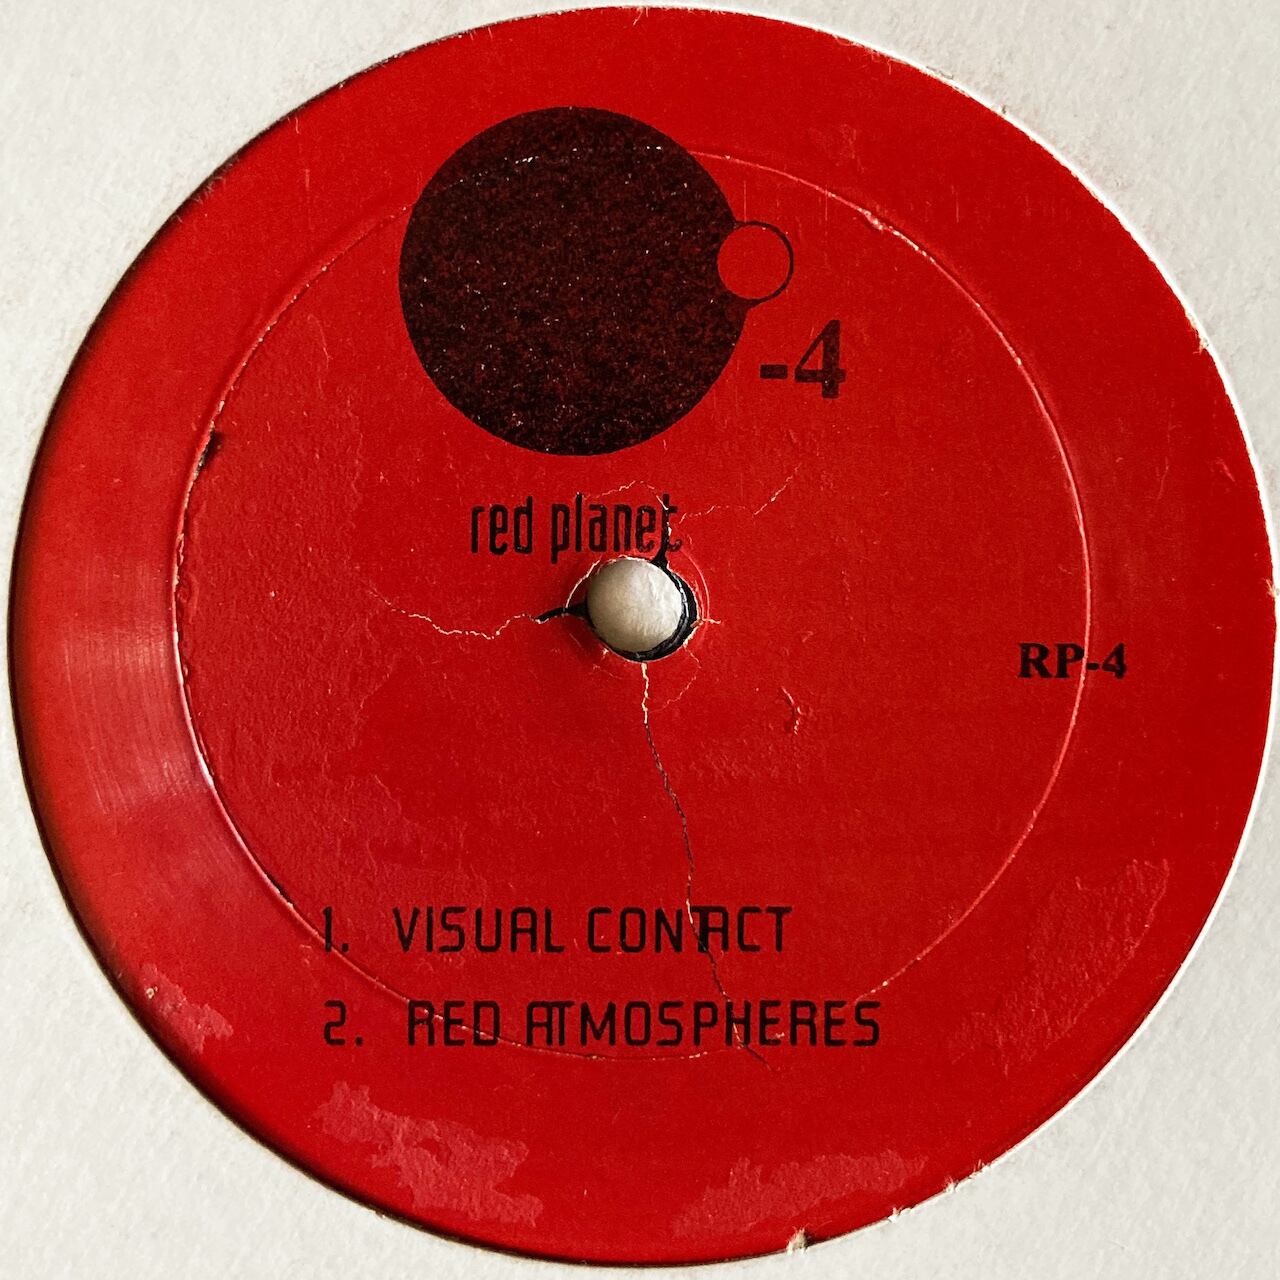 -4
red planet
RP-4
1. VISUAL CONTACT
2. RED ATMOSPHERES